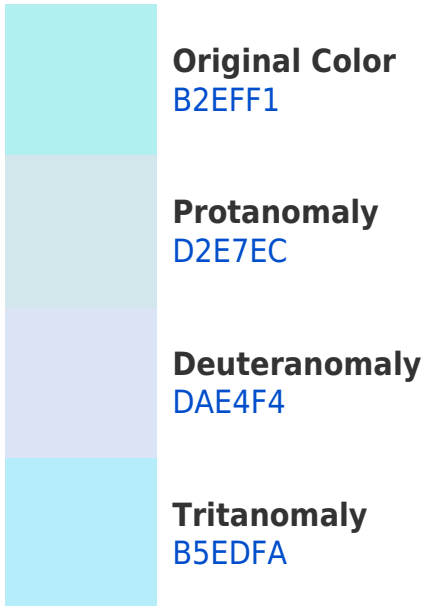 Original Color
B2EFF1
Protanomaly
D2E7EC
Deuteranomaly
DAE4F4
Tritanomaly
B5EDFA